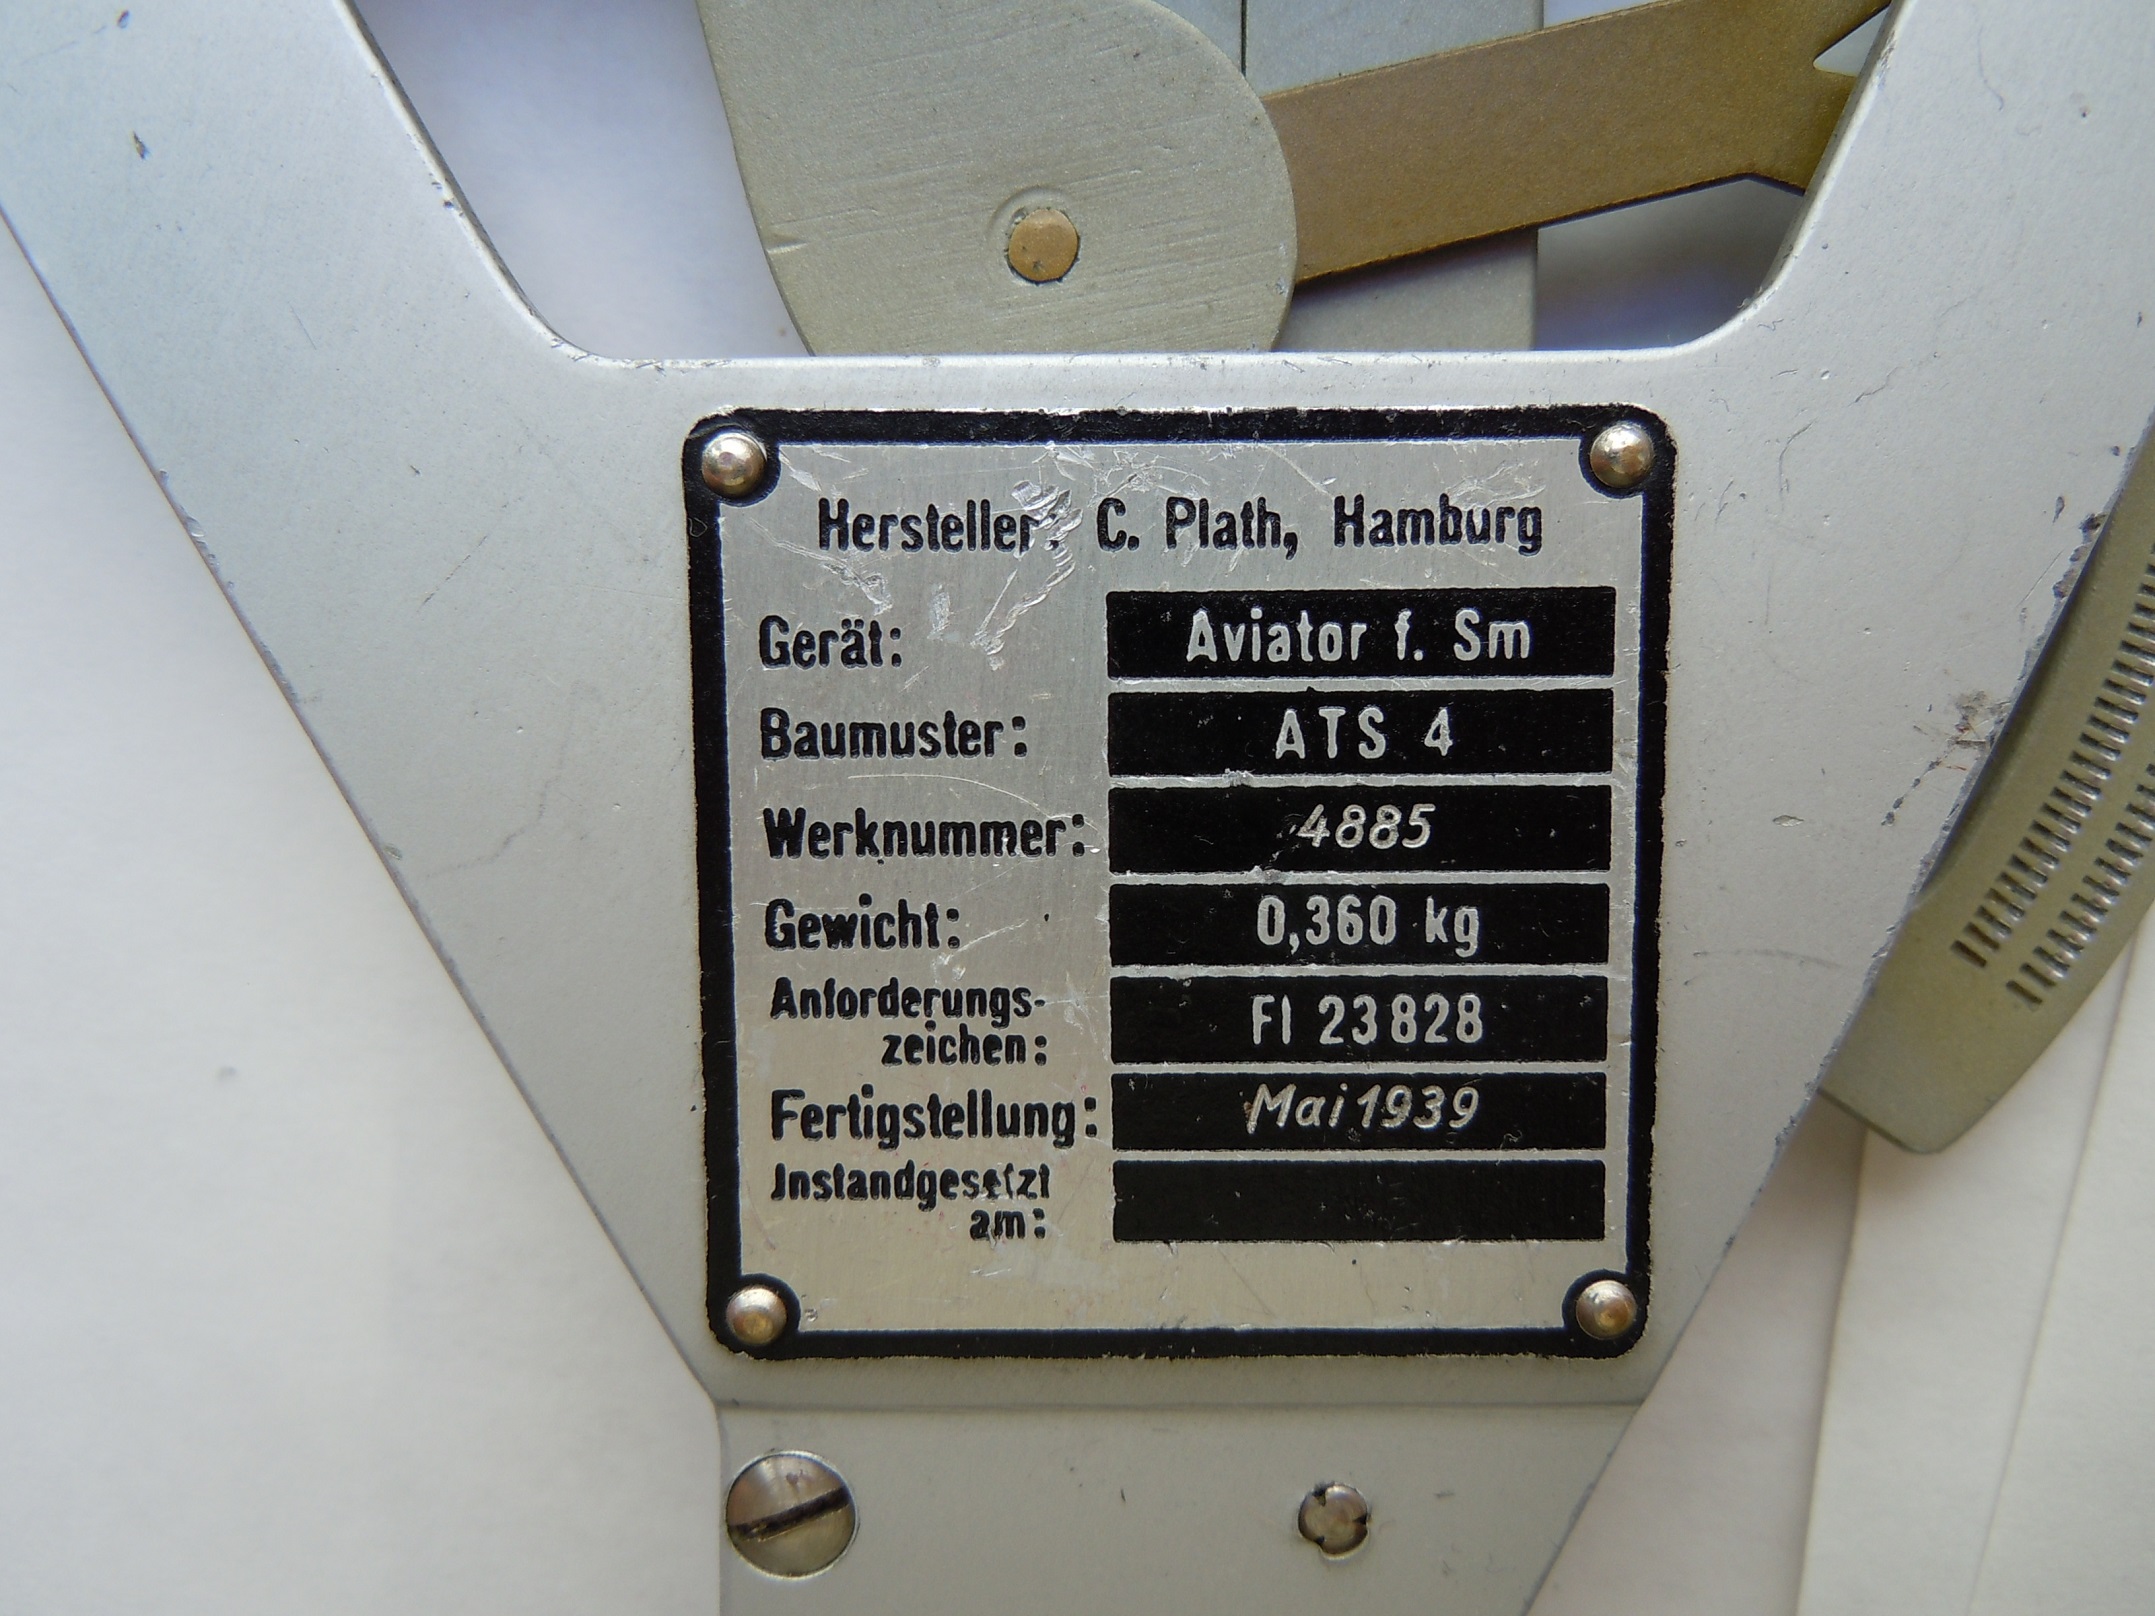 Hersteller: C. Plath, Hamburg
Gerät: Aviator f. Sm
Baumuster: ATS 4
Werknummer: 4885
Gewicht: 0,360 kg
Anforderungs-
zeichen: Fl 23828
Fertigstellung: Mai 1939
Jnstandgesetzt
am: